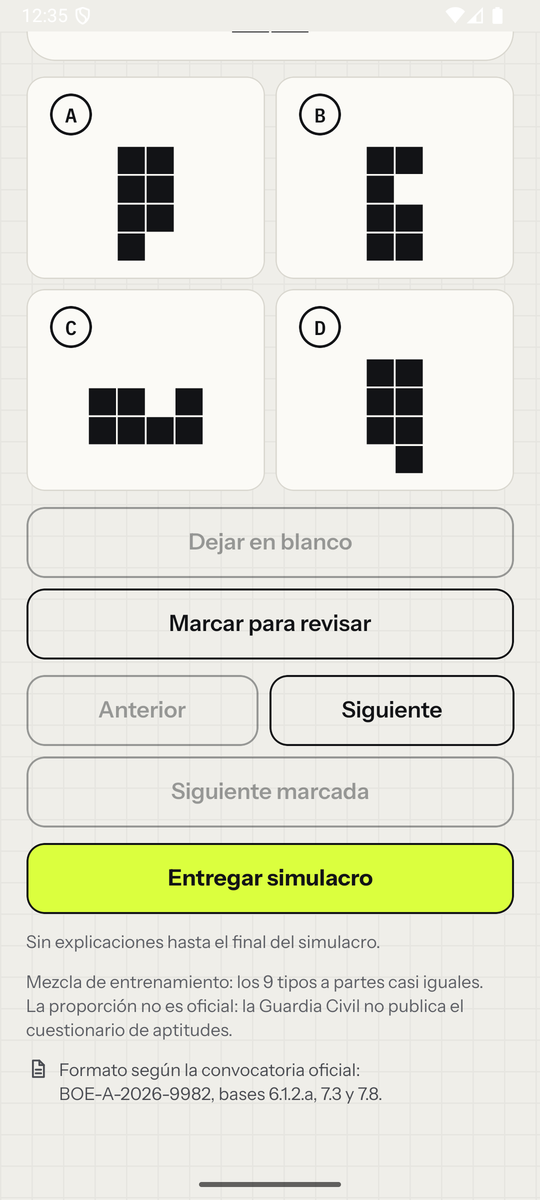 12:35
A
B
C
D
Dejar en blanco
Marcar para revisar
Anterior
Siguiente
Siguiente marcada
Entregar simulacro
Sin explicaciones hasta el final del simulacro.
Mezcla de entrenamiento: los 9 tipos a partes casi iguales.
La proporción no es oficial: la Guardia Civil no publica el
cuestionario de aptitudes.
Formato según la convocatoria oficial:
BOE-A-2026-9982, bases 6.1.2.a, 7.3 y 7.8.